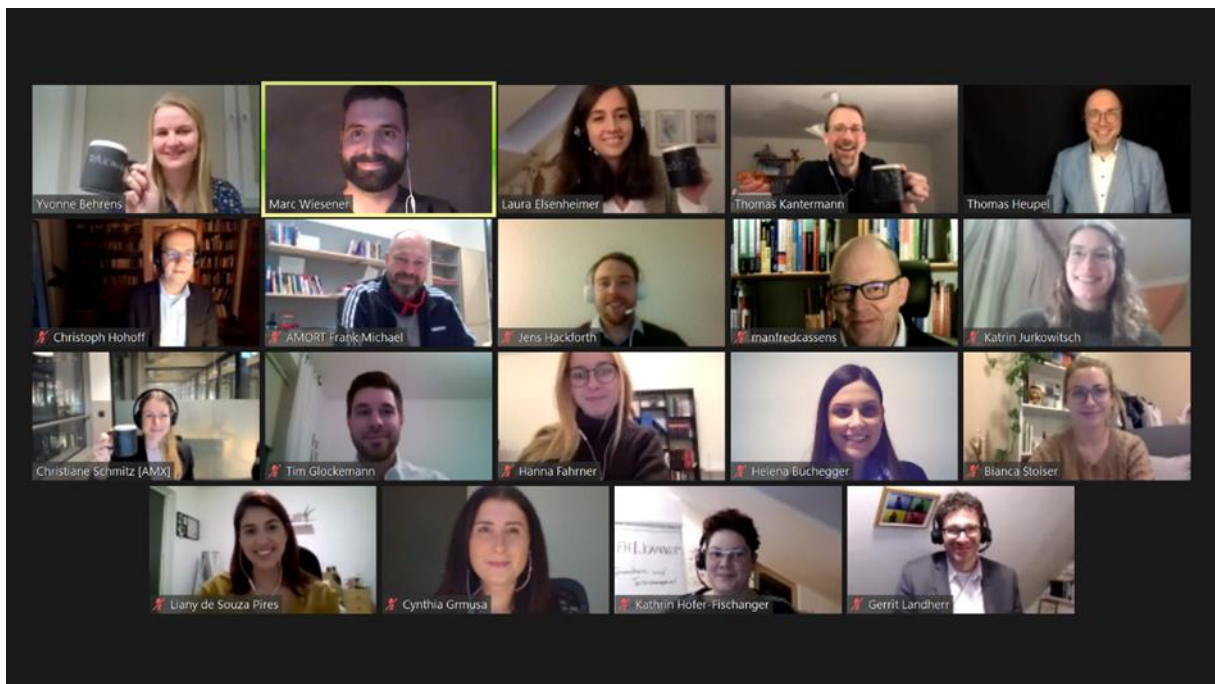 Yvonne Behrens
Marc Wiesener
Laura Elsenheimer
Thomas Kantermann
Thomas Heupel
Christoph Hohoff
AMORT Frank Michael
Jens Hackforth
manfredcassens
Katrin Jurkowitsch
Christiane Schmitz [AMX]
Tim Glockemann
Hanna Fahrner
Helena Buchegger
Bianca Stoiser
Liany de Souza Pires
Cynthia Grmusa
Kathrin Hofer-Fischanger
Gerrit Landherr